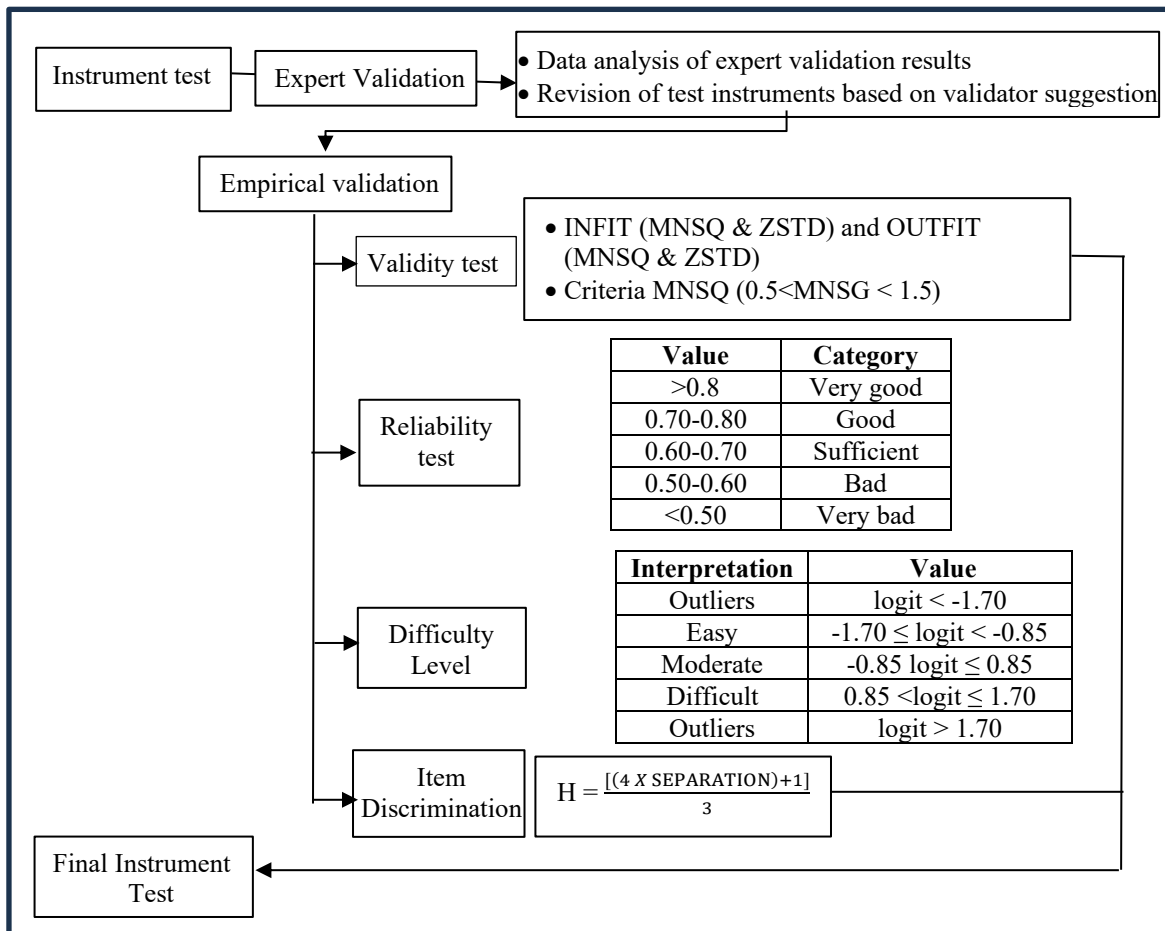 Instrument test
Expert Validation
• Data analysis of expert validation results
• Revision of test instruments based on validator suggestion
Empirical validation
Validity test
• INFIT (MNSQ & ZSTD) and OUTFIT
(MNSQ & ZSTD)
• Criteria MNSQ (0.5<MNSG < 1.5)
Reliability
test
Value Category
>0.8 Very good
0.70-0.80 Good
0.60-0.70 Sufficient
0.50-0.60 Bad
<0.50 Very bad
Difficulty
Level
Interpretation Value
Outliers logit < -1.70
Easy -1.70 ≤ logit < -0.85
Moderate -0.85 logit ≤ 0.85
Difficult 0.85 <logit ≤ 1.70
Outliers logit > 1.70
Item
Discrimination
H = [(4 X SEPARATION)+1]
3
Final Instrument
Test